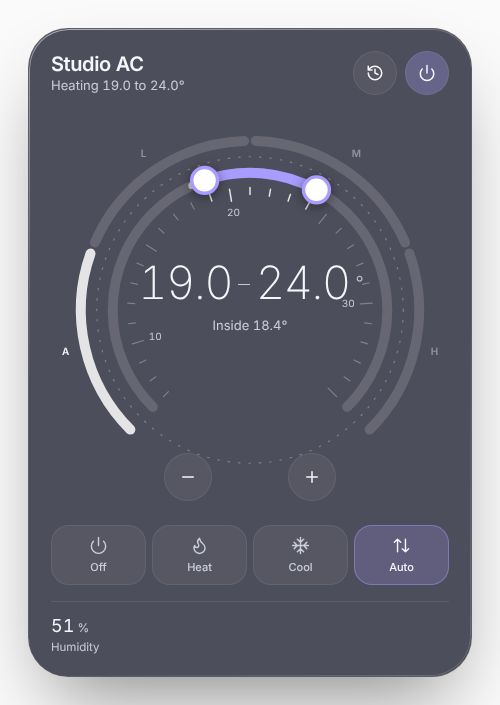 Studio AC
Heating 19.0 to 24.0°
L
M
20
19.0–24.0°
30
Inside 18.4°
10
A
H
Off
Heat
Cool
Auto
51 %
Humidity